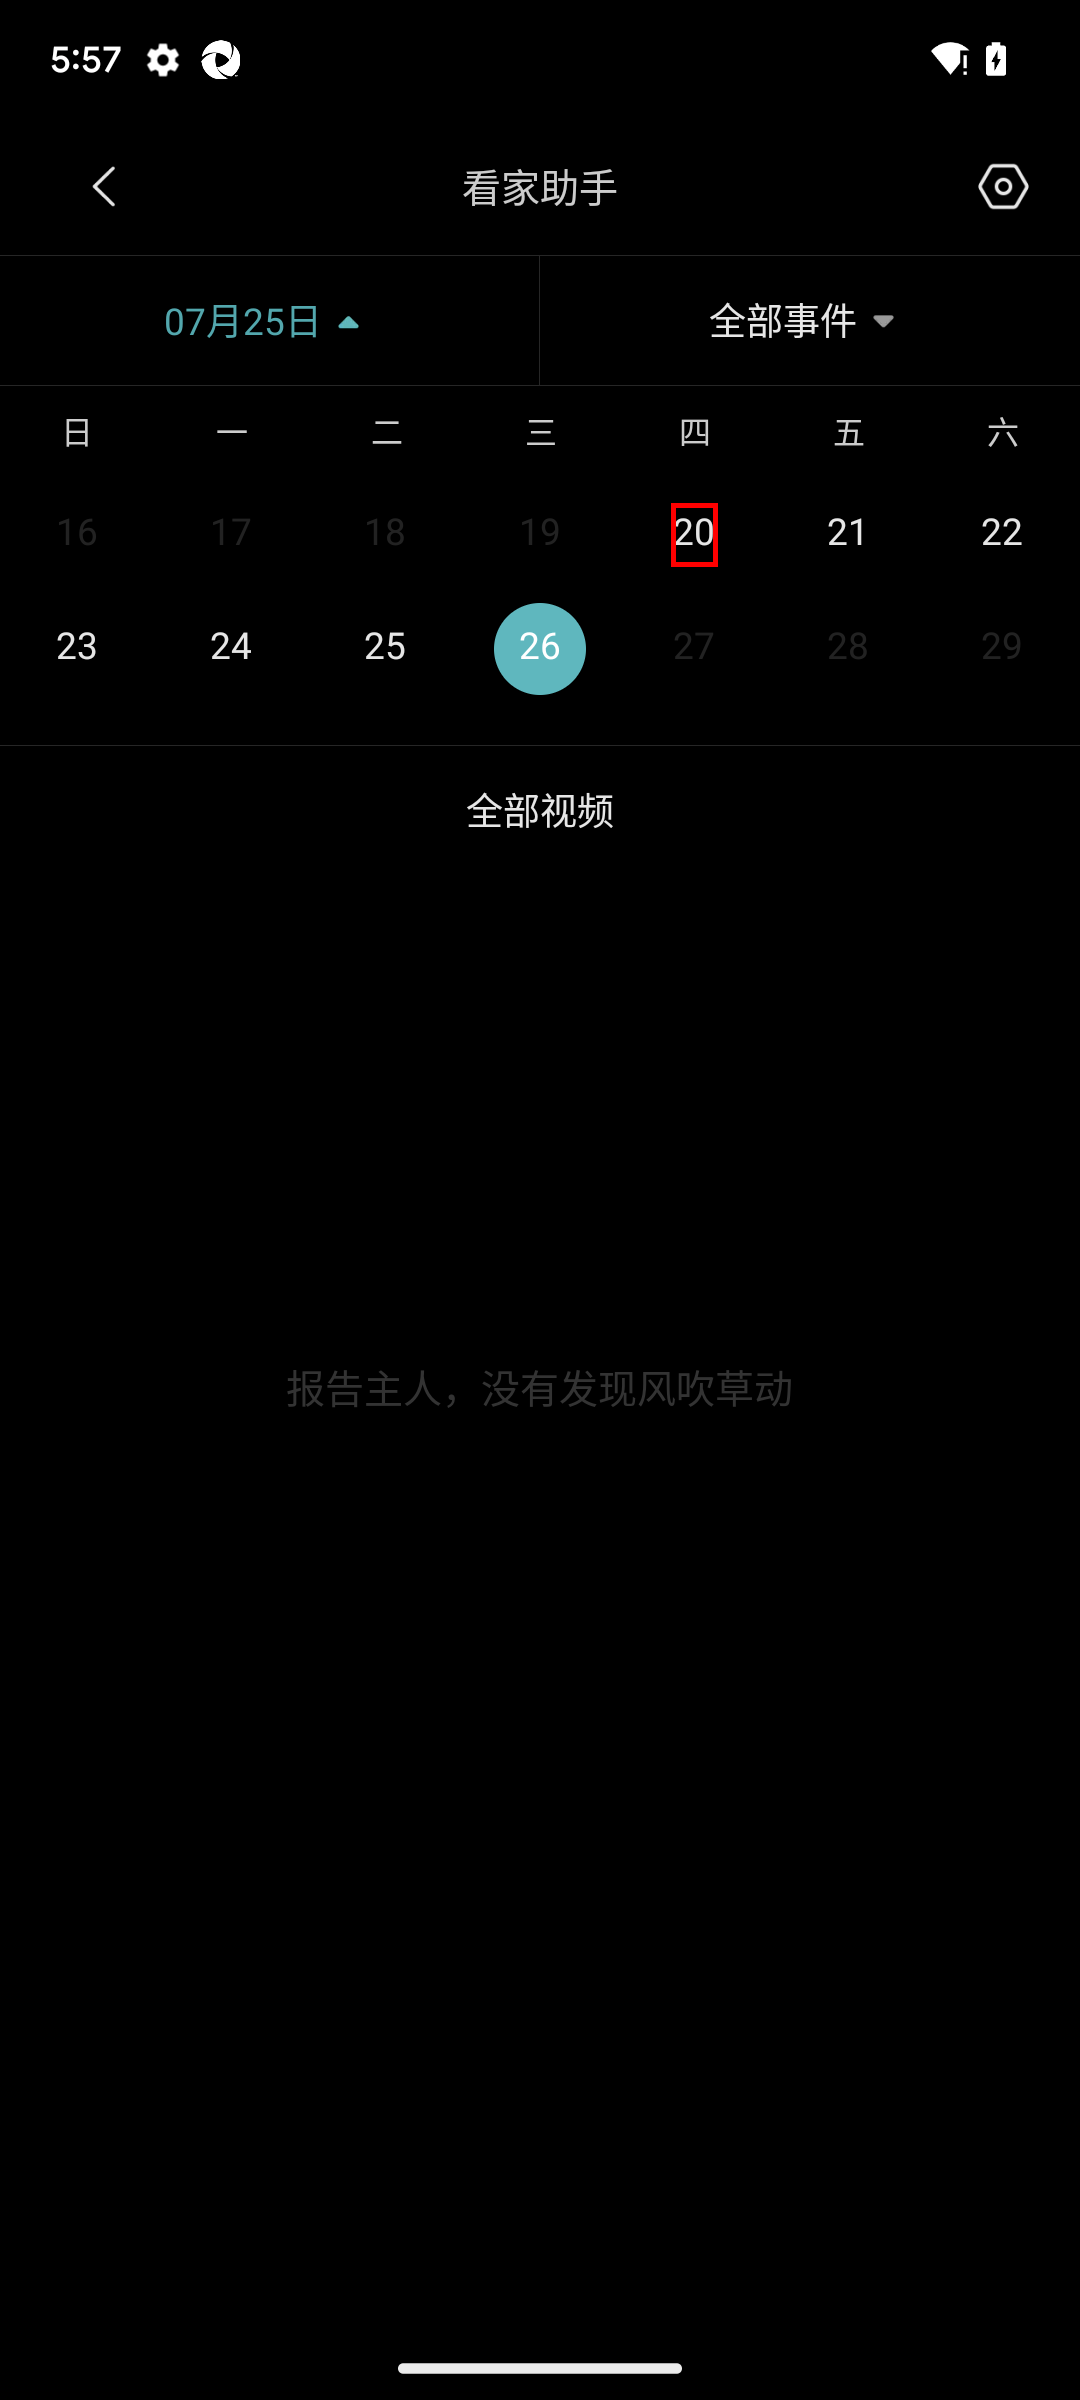 5:57
看家助手
07月25日 全部事件
日 一 二 三 四 五 六
16 17 18 19 20 21 22
23 24 25 26 27 28 29
全部视频
报告主人，没有发现风吹草动